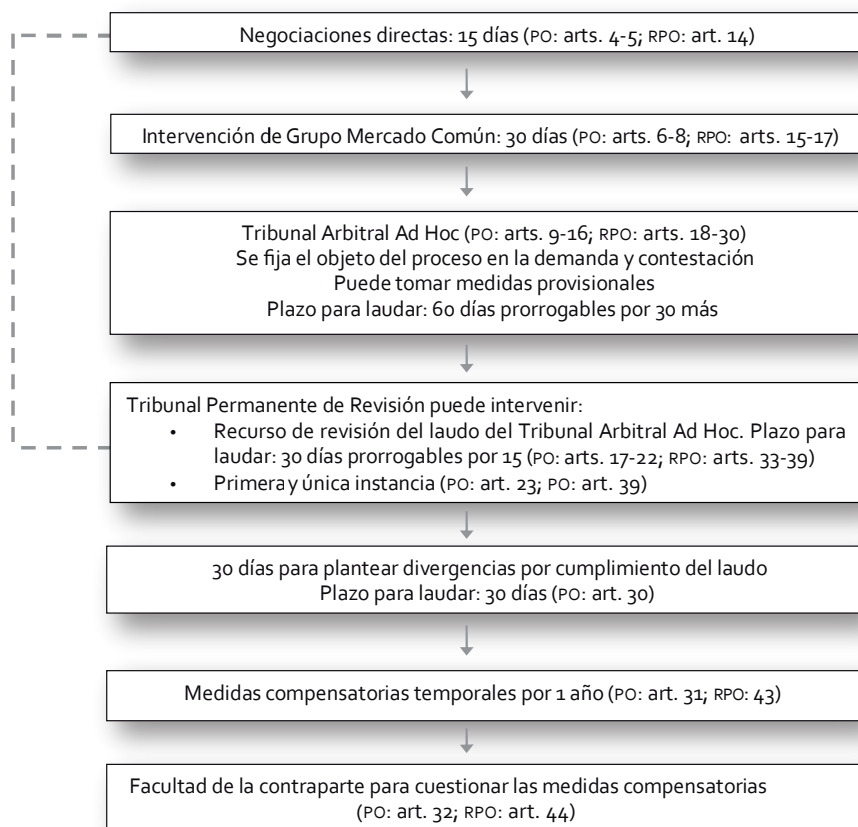 Negociaciones directas: 15 días (PO: arts. 4-5; RPO: art. 14)
Intervención de Grupo Mercado Común: 30 días (PO: arts. 6-8; RPO: arts. 15-17)
Tribunal Arbitral Ad Hoc (PO: arts. 9-16; RPO: arts. 18-30)
Se fija el objeto del proceso en la demanda y contestación
Puede tomar medidas provisionales
Plazo para laudar: 60 días prorrogables por 30 más
Tribunal Permanente de Revisión puede intervenir:
• Recurso de revisión del laudo del Tribunal Arbitral Ad Hoc. Plazo para
laudar: 30 días prorrogables por 15 (PO: arts. 17-22; RPO: arts. 33-39)
• Primera y única instancia (PO: art. 23; PO: art. 39)
30 días para plantear divergencias por cumplimiento del laudo
Plazo para laudar: 30 días (PO: art. 30)
Medidas compensatorias temporales por 1 año (PO: art. 31; RPO: 43)
Facultad de la contraparte para cuestionar las medidas compensatorias
(PO: art. 32; RPO: art. 44)